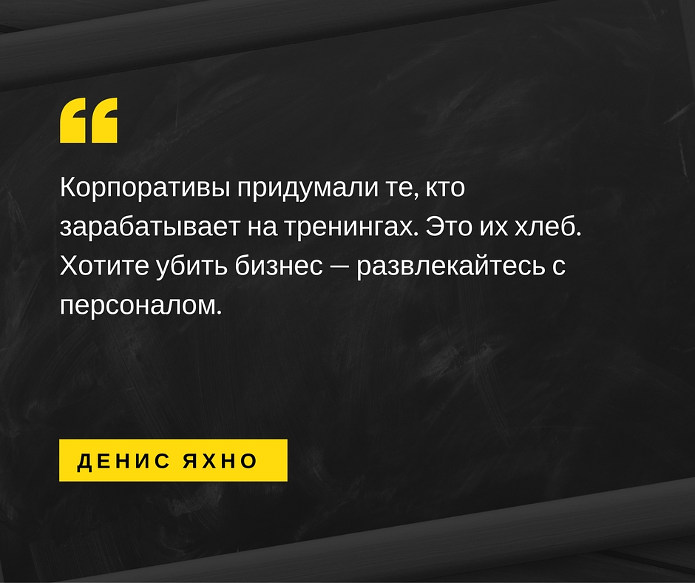 Корпоративы придумали те, кто
зарабатывает на тренингах. Это их хлеб.
Хотите убить бизнес — развлекайтесь с
персоналом.
ДЕНИС ЯХНО